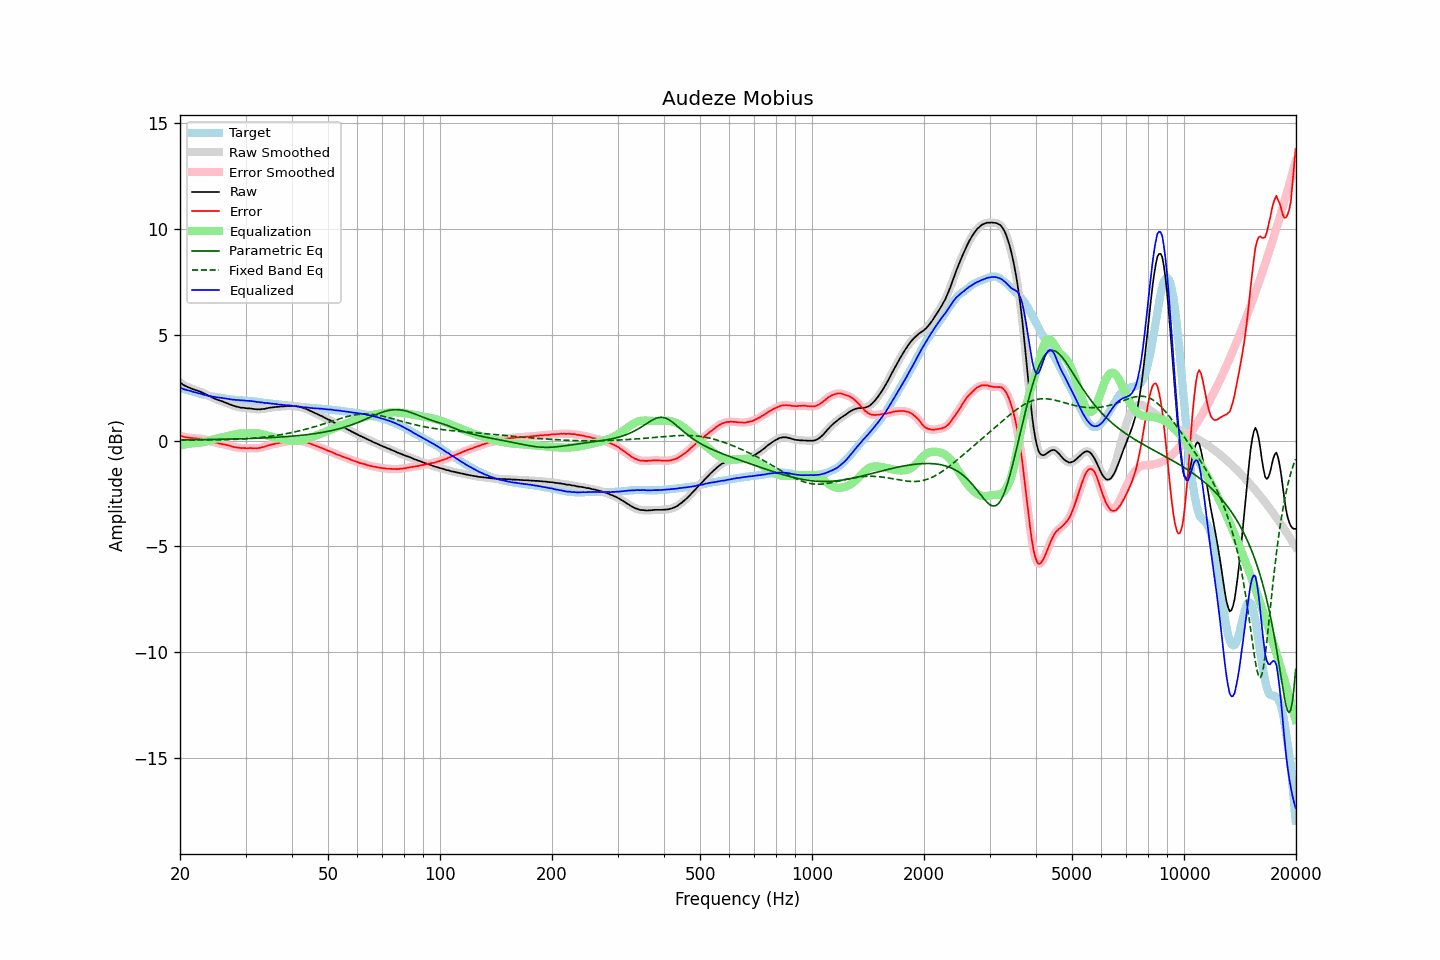 Audeze Mobius
Target
Raw Smoothed
Error Smoothed
Raw
Error
Equalization
Parametric Eq
Fixed Band Eq
Equalized
Amplitude (dBr)
15
10
5
0
−5
−10
−15
20
50
100
200
500
1000
2000
5000
10000
20000
Frequency (Hz)